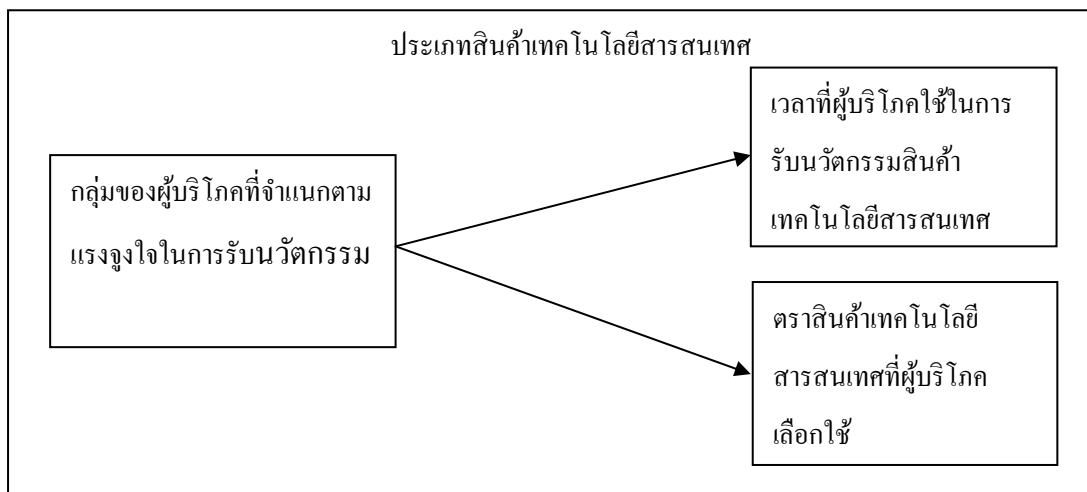 ประเภทสินค้าเทคโนโลยีสารสนเทศ
กลุ่มของผู้บริโภคที่จำแนกตาม
แรงจูงใจในการรับนวัตกรรม
เวลาที่ผู้บริโภคใช้ในการ
รับนวัตกรรมสินค้า
เทคโนโลยีสารสนเทศ
ตราสินค้าเทคโนโลยี
สารสนเทศที่ผู้บริโภค
เลือกใช้